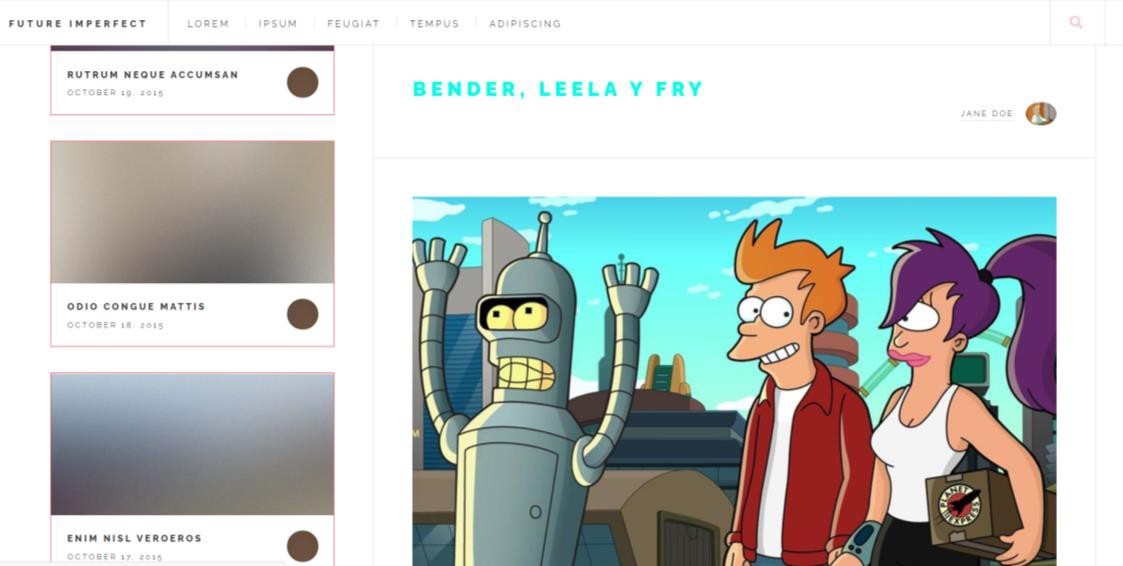 FUTURE IMPERFECT
LOREM
IPSUM
FEUGIAT
TEMPUS
ADIPISCING
RUTRUM NEQUE ACCUMSAN
OCTOBER 19, 2015
ODIO CONGUE MATTIS
OCTOBER 18, 2015
ENIM NISL VEROEROS
OCTOBER 17, 2015
BENDER, LEELA Y FRY
JANE DOE
M
PLANET
EXPRESS